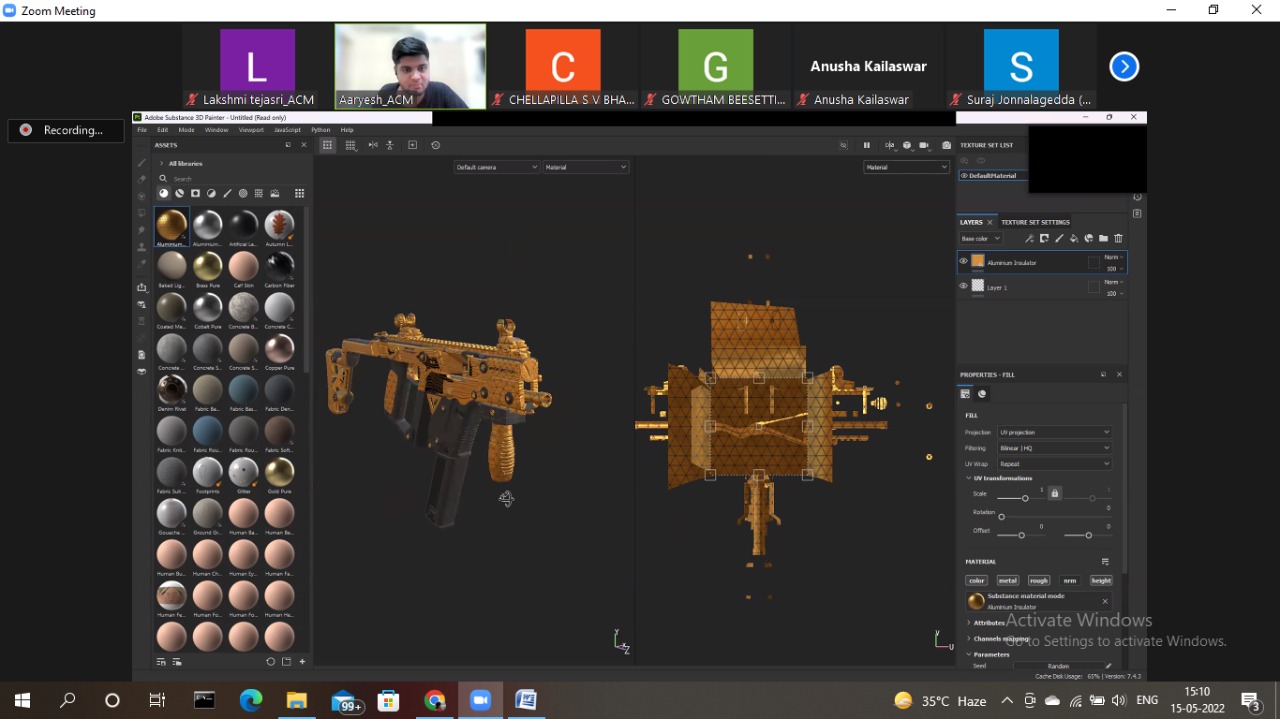 Zoom Meeting
L
C
G
Anusha Kailaswar
S
Lakshmi tejasri_ACM
Aaryesh_ACM
CHELLAPILLA S V BHA...
GOWTHAM BEESETTI...
Anusha Kailaswar
Suraj Jonnalagedda (...
Recording...
Adobe Substance 3D Painter - Untitled (Read only)
File Edit Mode Window Viewport JavaScript Python Help
ASSETS
All libraries
Search
Aluminium... Aluminium... Artificial Le... Autumn L...
Baked Lig... Brass Pure Calf Skin Carbon Fiber
Coated Me... Cobalt Pure Concrete B... Concrete C...
Concrete ... Concrete S... Concrete S... Copper Pure
Denim Rivet Fabric Ba... Fabric Bas... Fabric Den...
Fabric Knit... Fabric Rou... Fabric Rou... Fabric Soft...
Fabric Suit... Footprints Glitter Gold Pure
Gouache ... Ground Gr... Human Ba... Human Be...
Human Bu... Human Ch... Human Ey... Human Fa...
Human Fe... Human Fo... Human Fo... Human He...
Default camera Material
Material
Y
Z
Y
U
TEXTURE SET LIST
DefaultMaterial
LAYERS TEXTURE SET SETTINGS
Base color
Aluminium Insulator Norm
100
Layer 1 Norm
100
PROPERTIES - FILL
FILL
Projection UV projection
Filtering Bilinear | HQ
UV Wrap Repeat
UV transformations
Scale 1 1
Rotation 0
Offset 0 0
MATERIAL
color metal rough nrm height
Substance material mode
Aluminium Insulator
Attributes
Channels mapping
Parameters
Seed Random
Activate Windows
Go to Settings to activate Windows.
Cache Disk Usage: 65% | Version: 7.4.3
99+
35°C Haze
ENG
15:10
15-05-2022
3